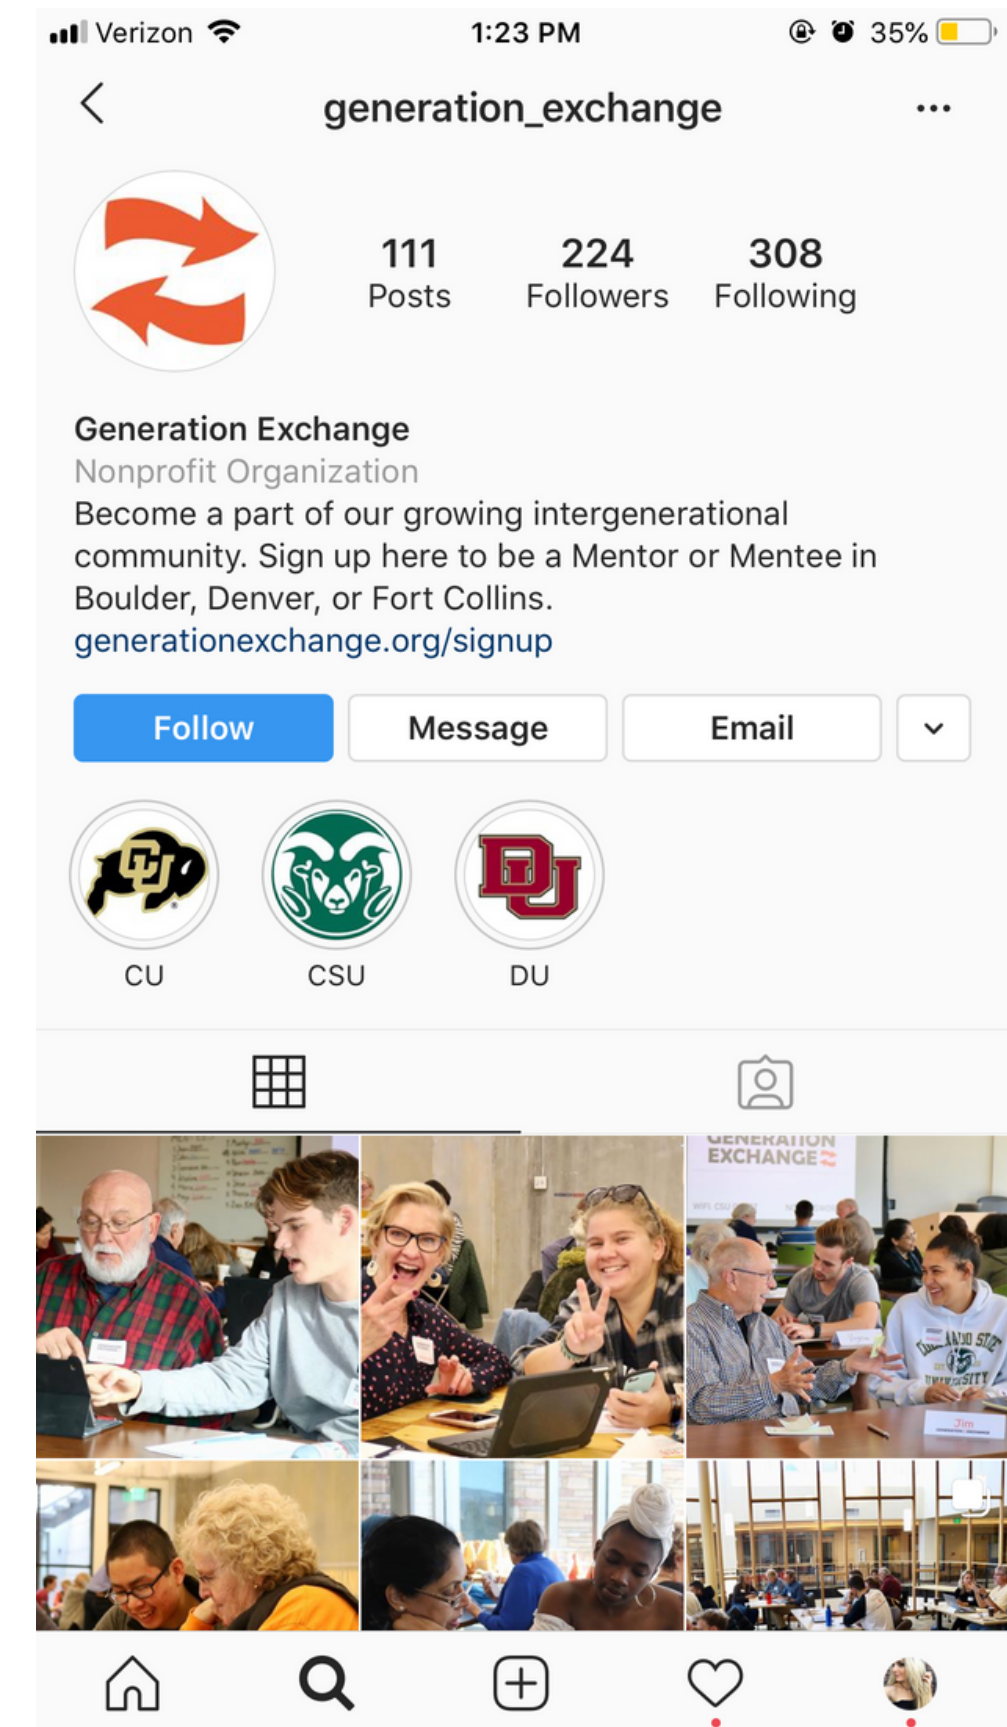 Verizon 1:23 PM 35%
generation_exchange
111 224 308
Posts Followers Following
Generation Exchange
Nonprofit Organization
Become a part of our growing intergenerational
community. Sign up here to be a Mentor or Mentee in
Boulder, Denver, or Fort Collins.
generationexchange.org/signup
Follow Message Email
CU DU
CU CSU DU
GENERATION
EXCHANGE
Jim